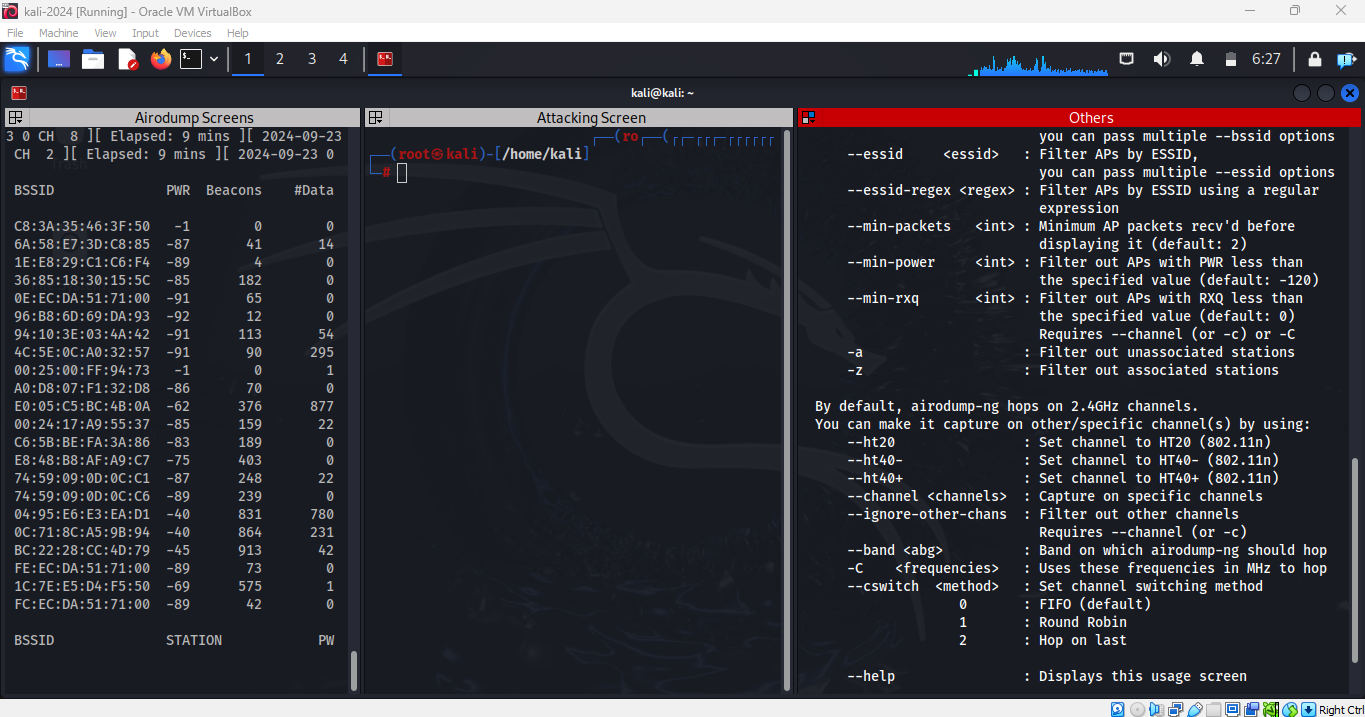 kali-2024 [Running] - Oracle VM VirtualBox
File Machine View Input Devices Help
1 2 3 4 6:27
kali@kali: ~
Airodump Screens
3 0 CH 8 ][ Elapsed: 9 mins ][ 2024-09-23
CH 2 ][ Elapsed: 9 mins ][ 2024-09-23 0
BSSID PWR Beacons #Data
C8:3A:35:46:3F:50 -1 0 0
6A:58:E7:3D:C8:85 -87 41 14
1E:E8:29:C1:C6:F4 -89 4 0
36:85:18:30:15:5C -85 182 0
0E:EC:DA:51:71:00 -91 65 0
96:B8:6D:69:DA:93 -92 12 0
94:10:3E:03:4A:42 -91 113 54
4C:5E:0C:A0:32:57 -91 90 295
00:25:00:FF:94:73 -1 0 1
A0:D8:07:F1:32:D8 -86 70 0
E0:05:C5:BC:4B:0A -62 376 877
00:24:17:A9:55:37 -85 159 22
C6:5B:BE:FA:3A:86 -83 189 0
E8:48:B8:AF:A9:C7 -75 403 0
74:59:09:0D:0C:C1 -87 248 22
74:59:09:0D:0C:C6 -89 239 0
04:95:E6:E3:EA:D1 -40 831 780
0C:71:8C:A5:9B:94 -40 864 231
BC:22:28:CC:4D:79 -45 913 42
FE:EC:DA:51:71:00 -89 73 0
1C:7E:E5:D4:F5:50 -69 575 1
FC:EC:DA:51:71:00 -89 42 0
BSSID STATION PW
Attacking Screen
┌──(ro┌──(┌┌┌┌┌┌┌┌┌┌
┌──(root㉿kali)-[/home/kali]
└─#
Others
you can pass multiple --bssid options
--essid <essid> : Filter APs by ESSID,
you can pass multiple --essid options
--essid-regex <regex> : Filter APs by ESSID using a regular
expression
--min-packets <int> : Minimum AP packets recv'd before
displaying it (default: 2)
--min-power <int> : Filter out APs with PWR less than
the specified value (default: -120)
--min-rxq <int> : Filter out APs with RXQ less than
the specified value (default: 0)
Requires --channel (or -c) or -C
-a : Filter out unassociated stations
-z : Filter out associated stations
By default, airodump-ng hops on 2.4GHz channels.
You can make it capture on other/specific channel(s) by using:
--ht20 : Set channel to HT20 (802.11n)
--ht40- : Set channel to HT40- (802.11n)
--ht40+ : Set channel to HT40+ (802.11n)
--channel <channels> : Capture on specific channels
--ignore-other-chans : Filter out other channels
Requires --channel (or -c)
--band <abg> : Band on which airodump-ng should hop
-C <frequencies> : Uses these frequencies in MHz to hop
--cswitch <method> : Set channel switching method
0 : FIFO (default)
1 : Round Robin
2 : Hop on last
--help : Displays this usage screen
Right Ctrl